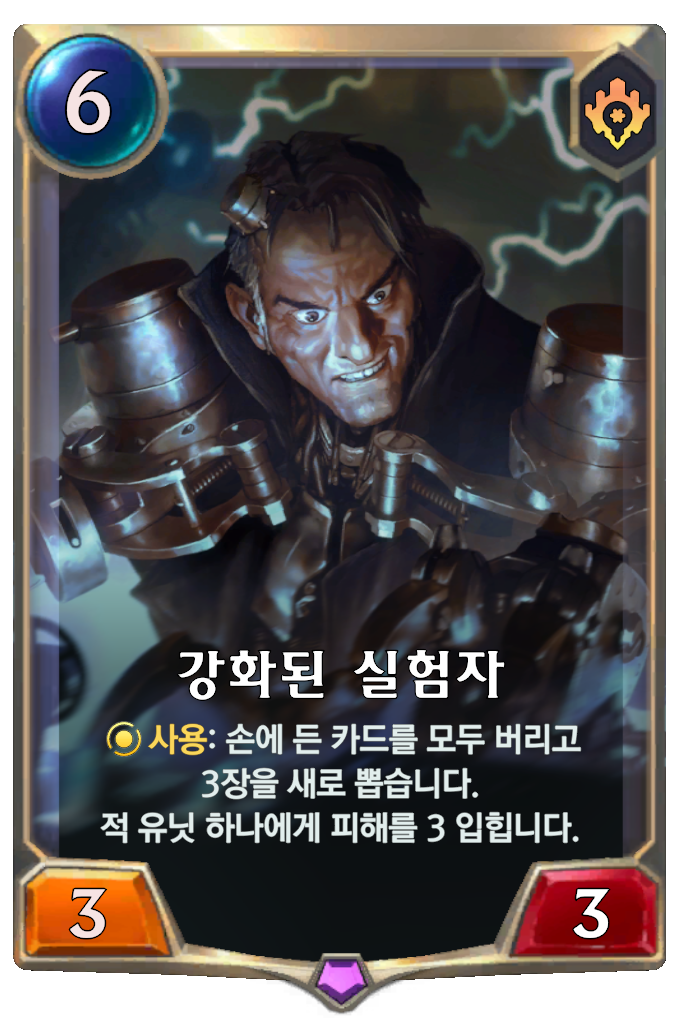 6
강화된 실험자
사용: 손에 든 카드를 모두 버리고
3장을 새로 뽑습니다.
적 유닛 하나에게 피해를 3 입힙니다.
3
3